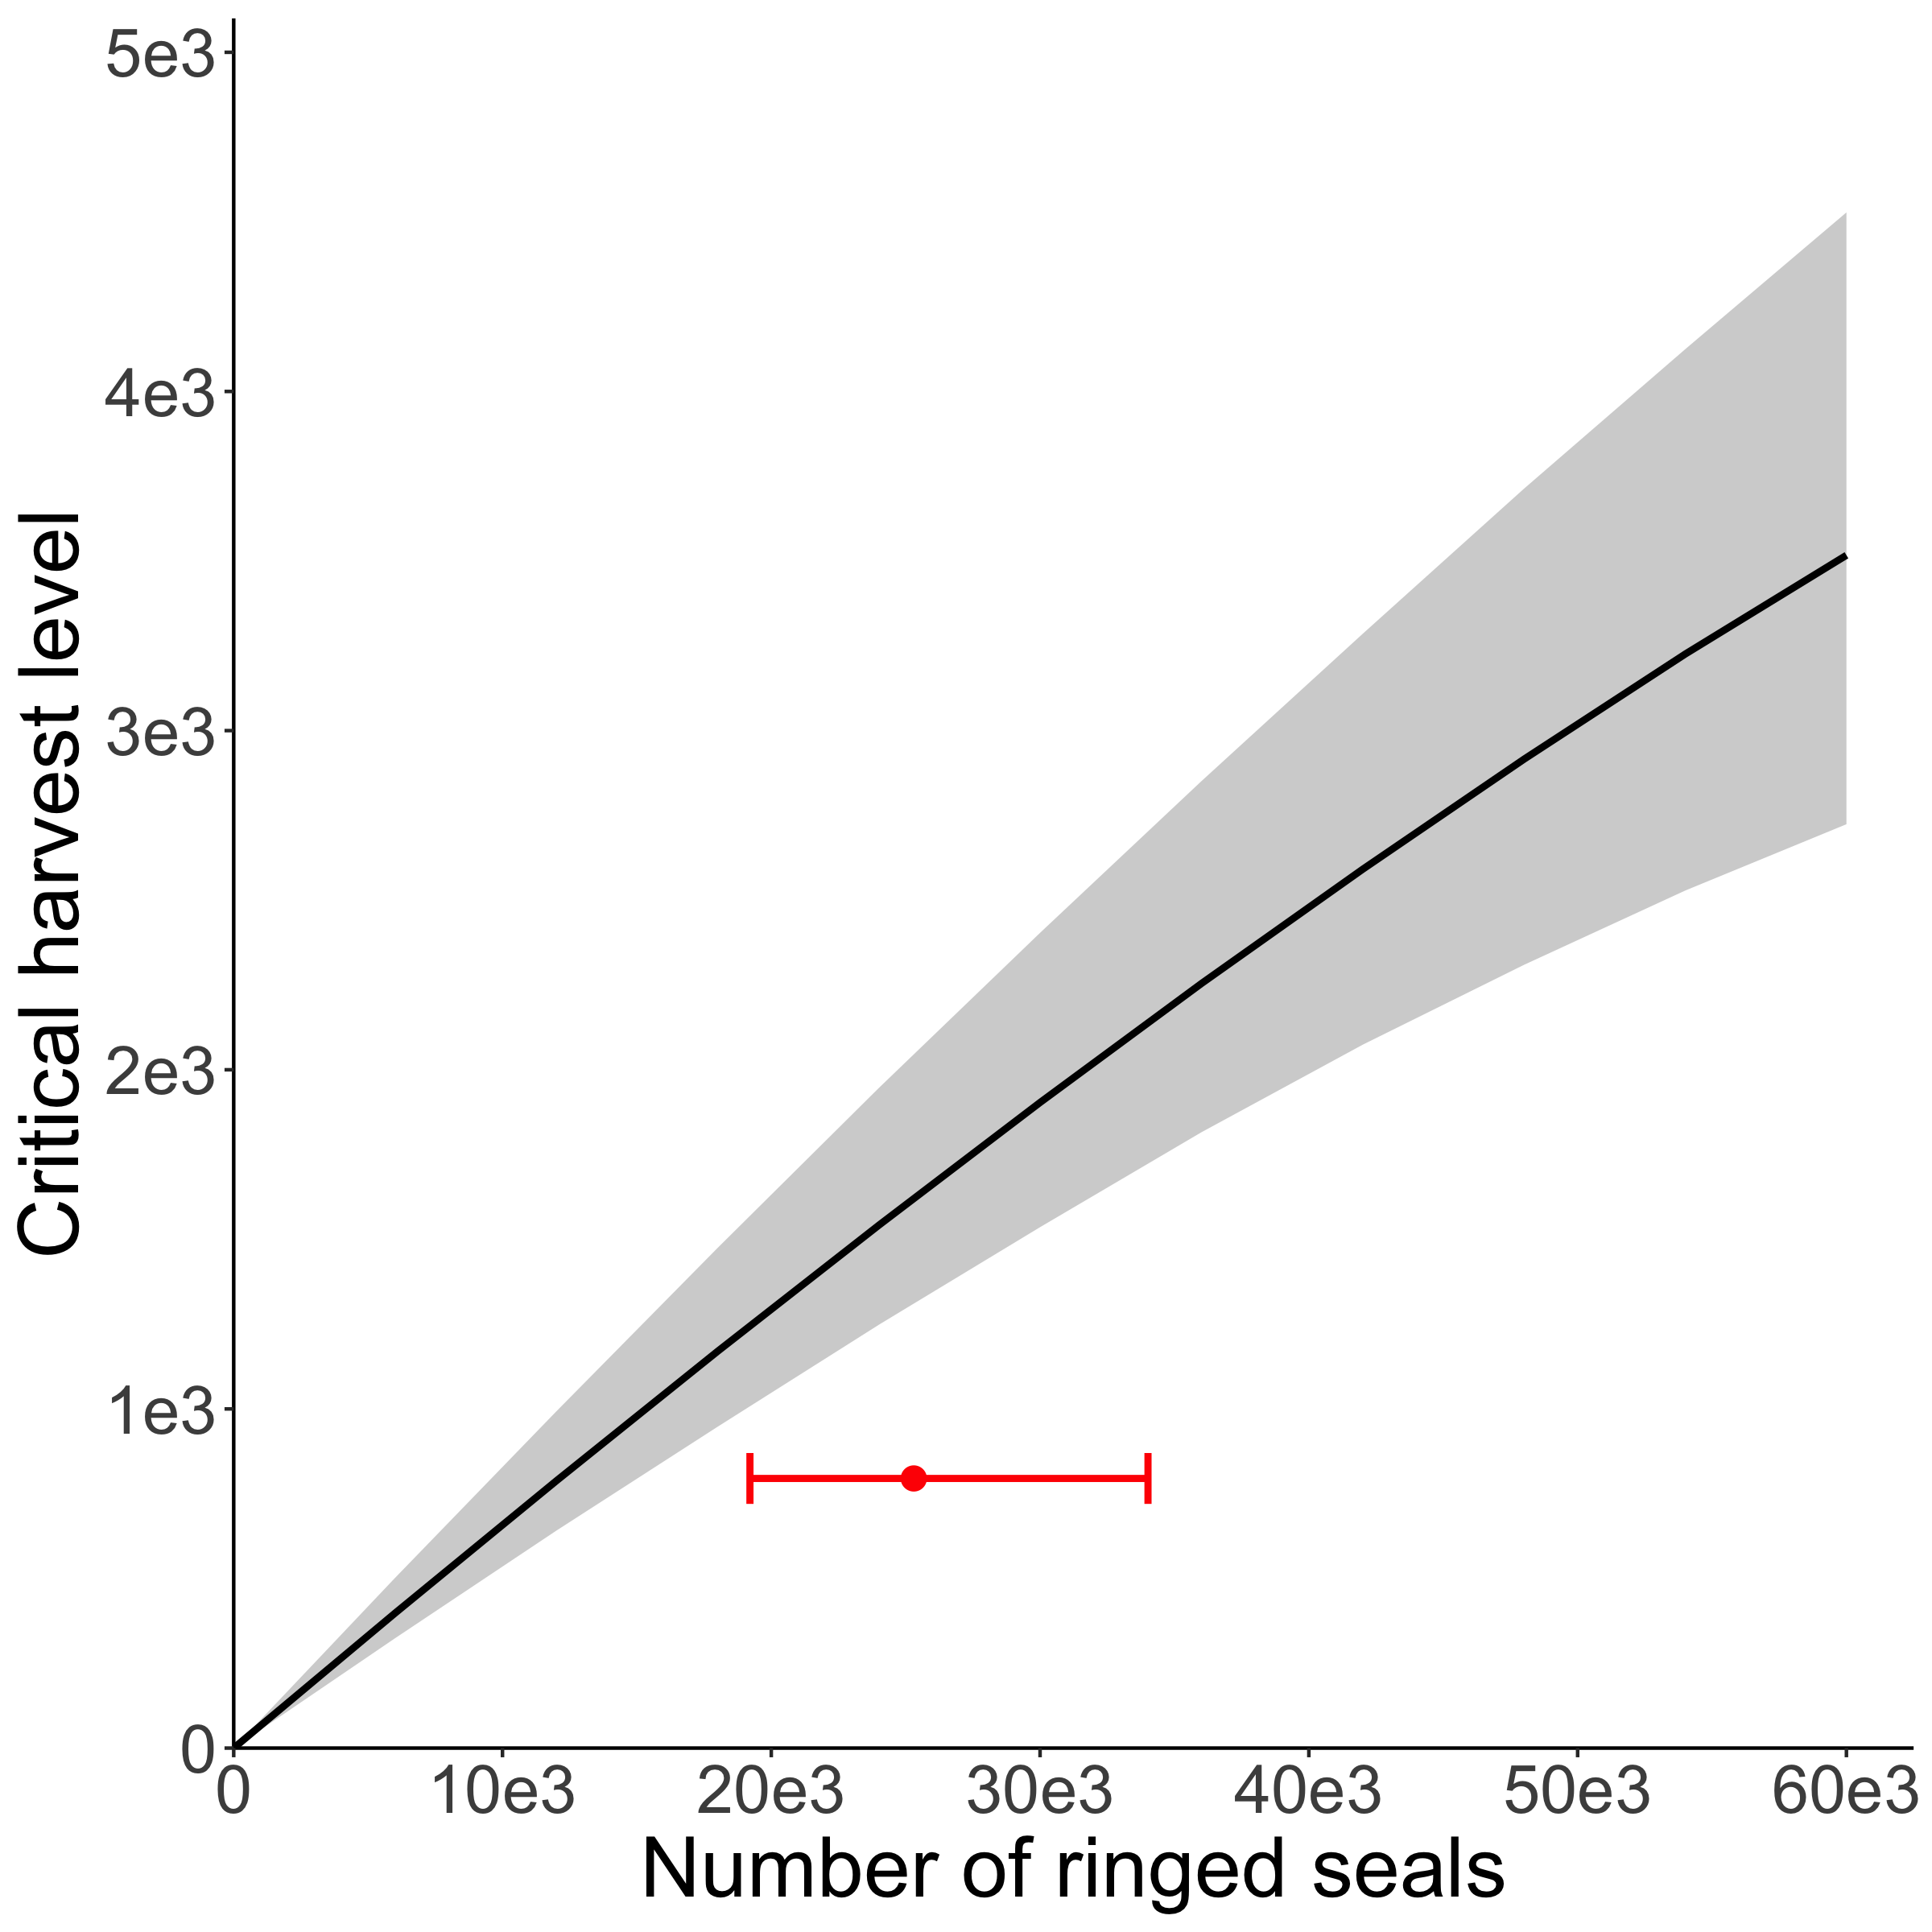 5e3
4e3
3e3
2e3
1e3
0
0 10e3 20e3 30e3 40e3 50e3 60e3
Number of ringed seals
Critical harvest level